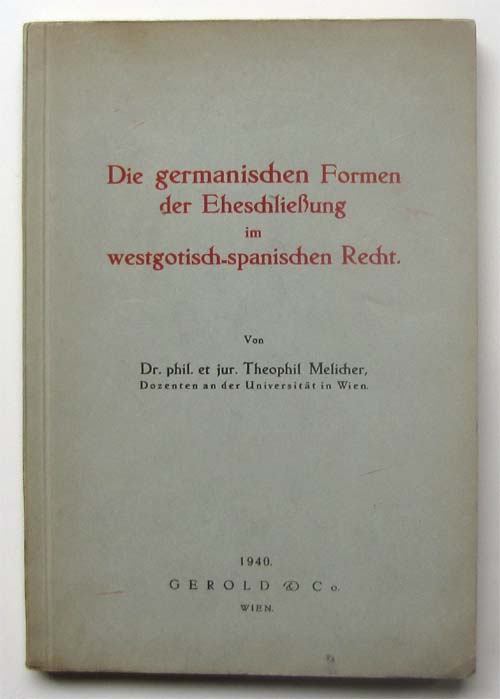 Die germanischen Formen
der Eheschließung
im
westgotisch-spanischen Recht.
Von
Dr. phil. et jur. Theophil Melicher,
Dozenten an der Universität in Wien.
1940.
GEROLD & Co.
WIEN.